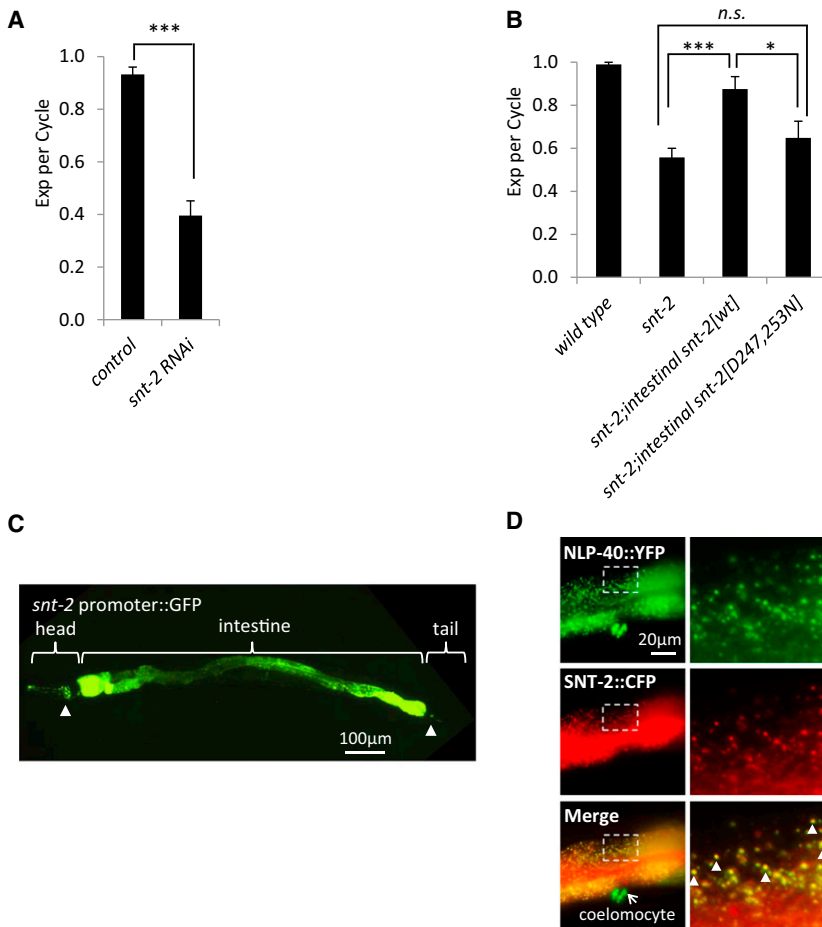 A
***
Exp per Cycle
1.0
0.8
0.6
0.4
0.2
0.0
control
snt-2 RNAi
B
n.s.
***
*
Exp per Cycle
1.0
0.8
0.6
0.4
0.2
0.0
wild type
snt-2
snt-2;intestinal snt-2[wt]
snt-2;intestinal snt-2[D247,253N]
C
snt-2 promoter::GFP
head
intestine
tail
100µm
D
NLP-40::YFP
20µm
SNT-2::CFP
Merge
coelomocyte